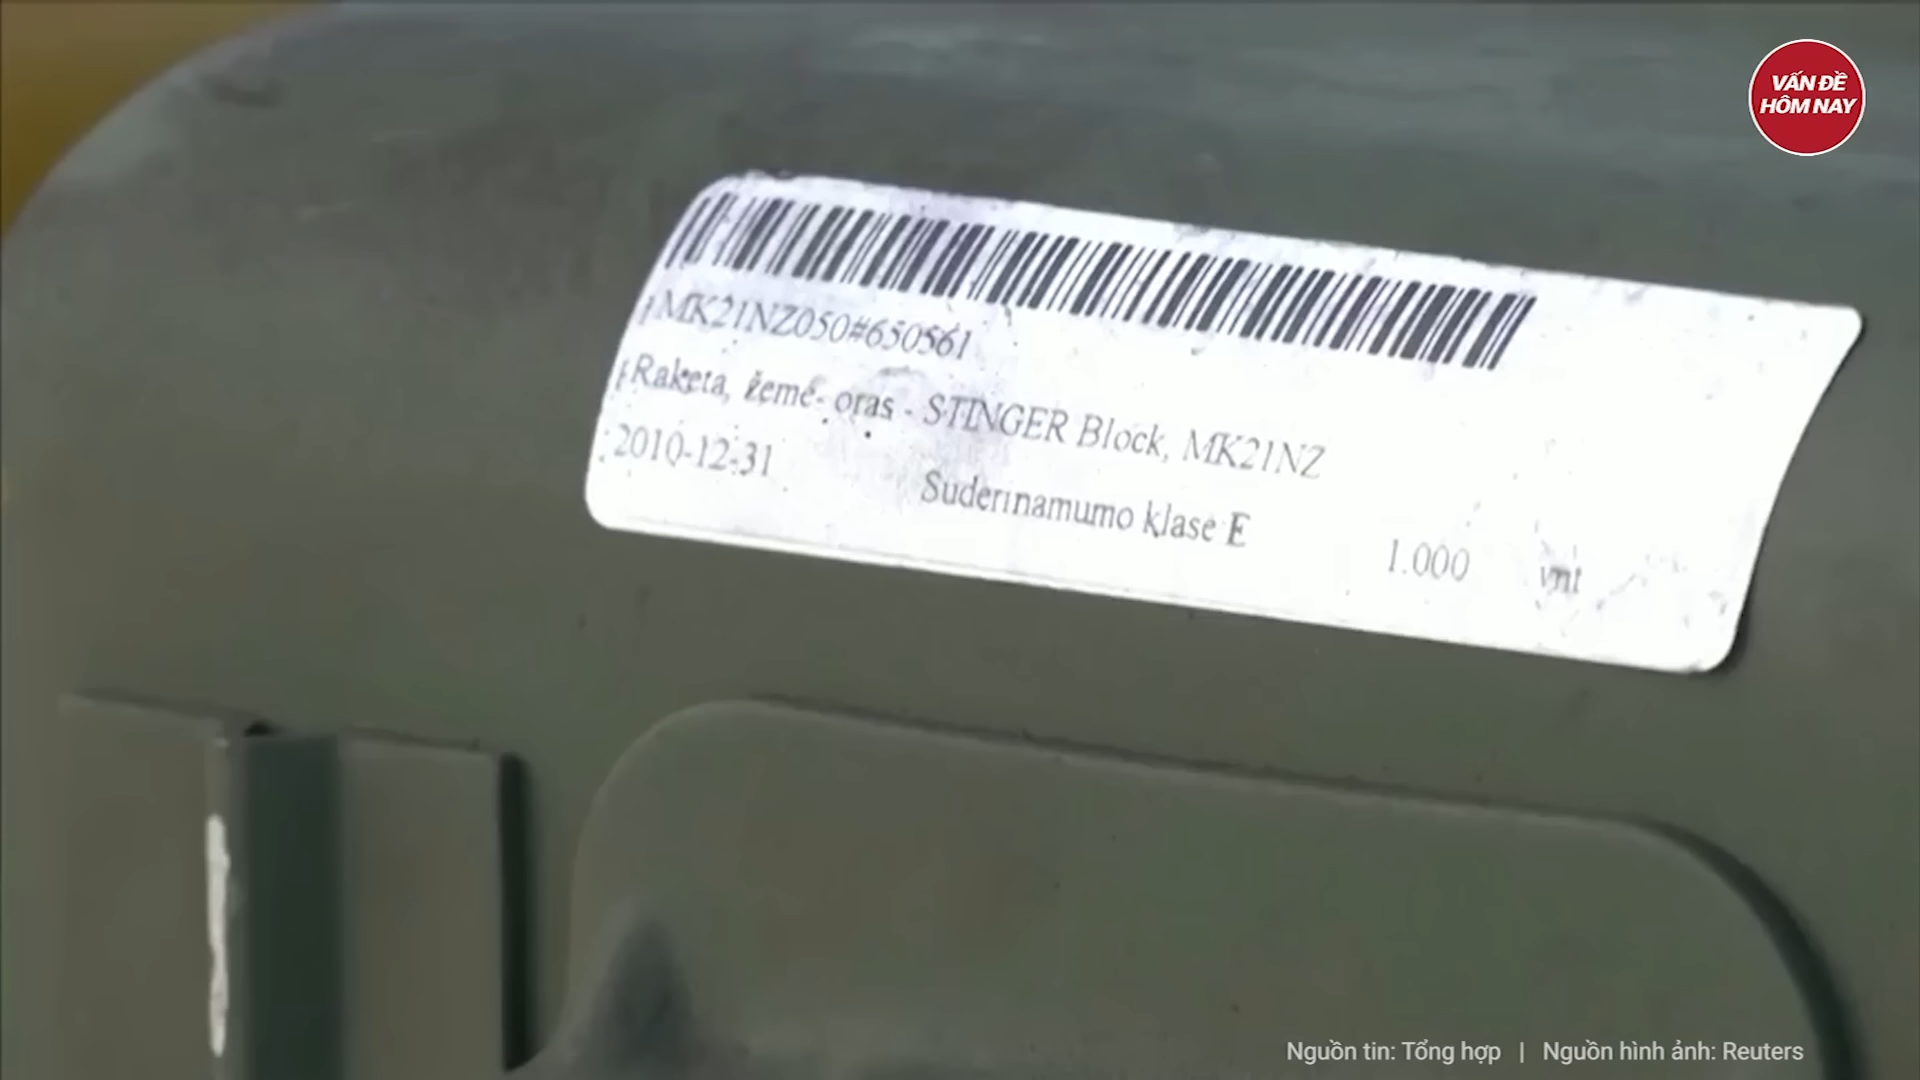 VẤN ĐỀ
HÔM NAY
MK21NZ050#650561
Raketa, žemė- oras - STINGER Block, MK21NZ
2010-12-31
Suderinamumo klasė E
1.000 vnt
Nguồn tin: Tổng hợp | Nguồn hình ảnh: Reuters